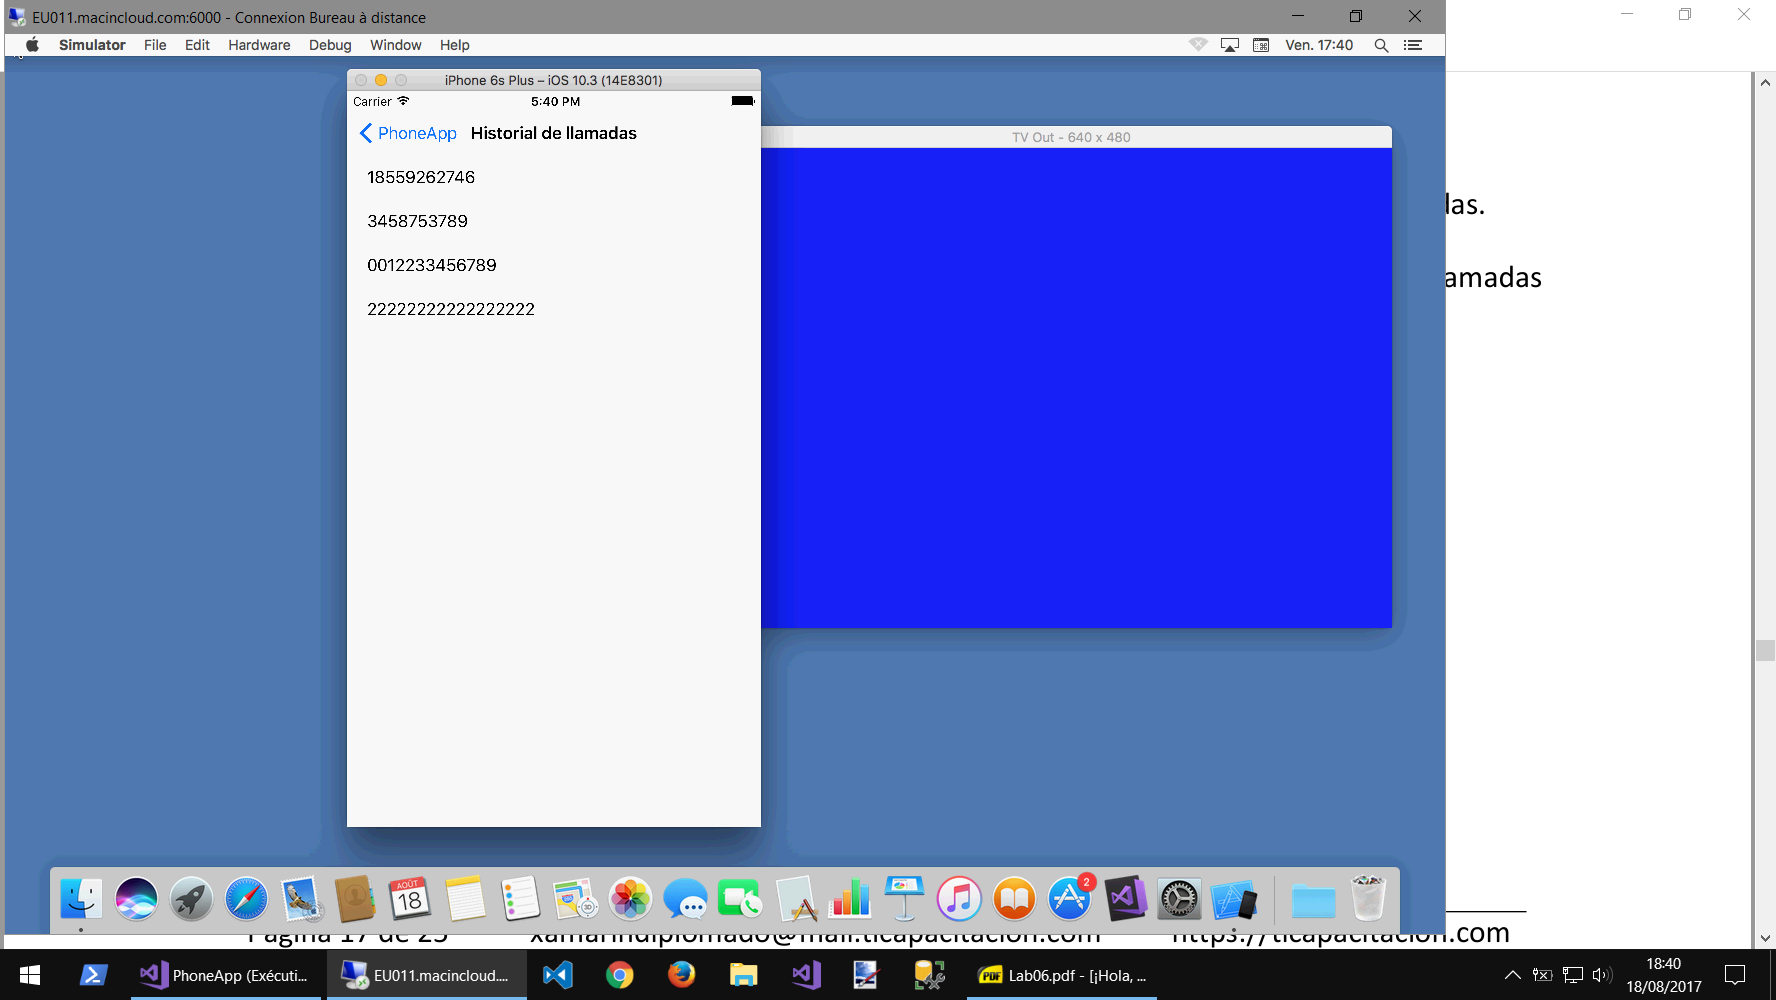 EU011.macincloud.com:6000 - Connexion Bureau à distance
Simulator File Edit Hardware Debug Window Help Ven. 17:40
iPhone 6s Plus – iOS 10.3 (14E8301)
Carrier 5:40 PM
PhoneApp Historial de llamadas
TV Out - 640 x 480
18559262746
3458753789
0012233456789
22222222222222222
das.
amadas
AOÛT
18
2
Página 17 de 25 xamarindiplomado@mail.ticapacitacion.com https://ticapacitacion.com
PhoneApp (Exécuti...
EU011.macincloud....
PDF
Lab06.pdf - [¡Hola, ...
18:40
18/08/2017